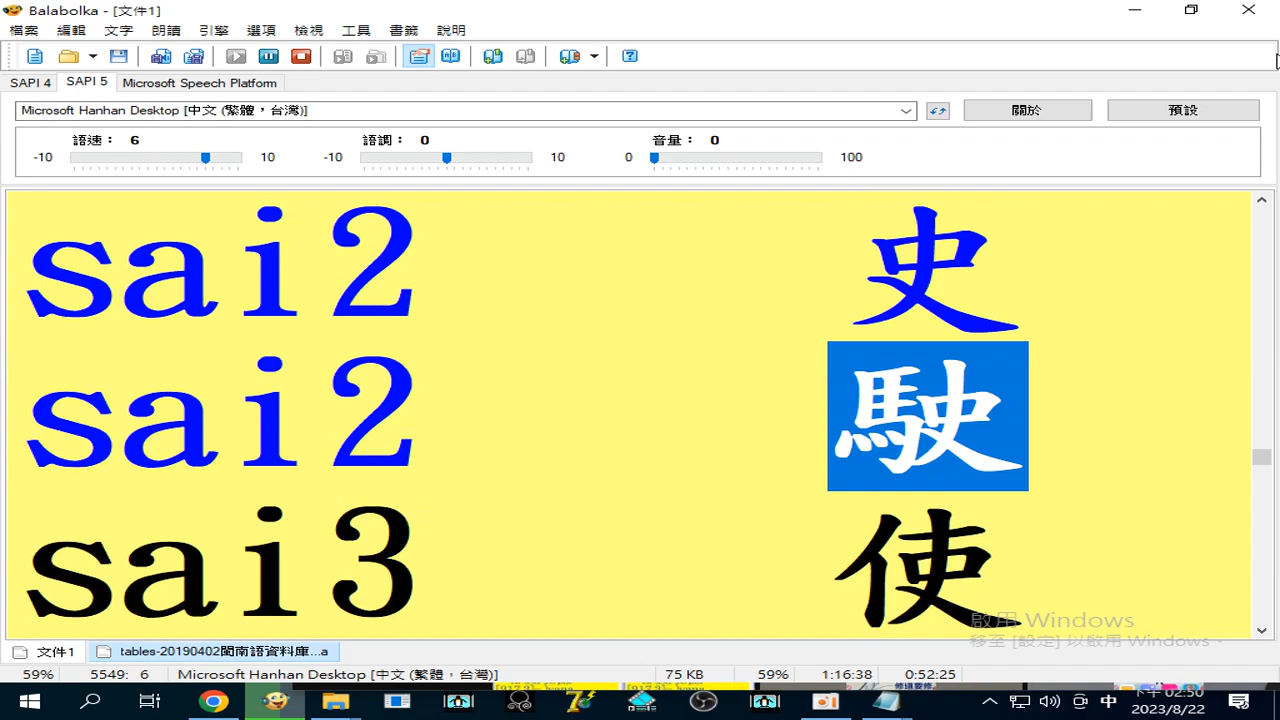 Balabolka - [文件1]
檔案 編輯 文字 朗讀 引擎 選項 檢視 工具 書籤 說明
SAPI 4 SAPI 5 Microsoft Speech Platform
Microsoft Hanhan Desktop [中文 (繁體，台灣)] 關於 預設
語速： 6 語調： 0 音量： 0
-10 10 -10 10 0 100
sai2 史
sai2 駛
sai3 使
啟用 Windows
移至 [設定] 以啟用 Windows。
文件1 tables-20190402閩南語資料庫...a
59% 5549: 6 Microsoft Hanhan Desktop [中文 (繁體，台灣)] 75 KB 59% 1:16:38 0:52:25
中 下午 02:50
2023/8/22